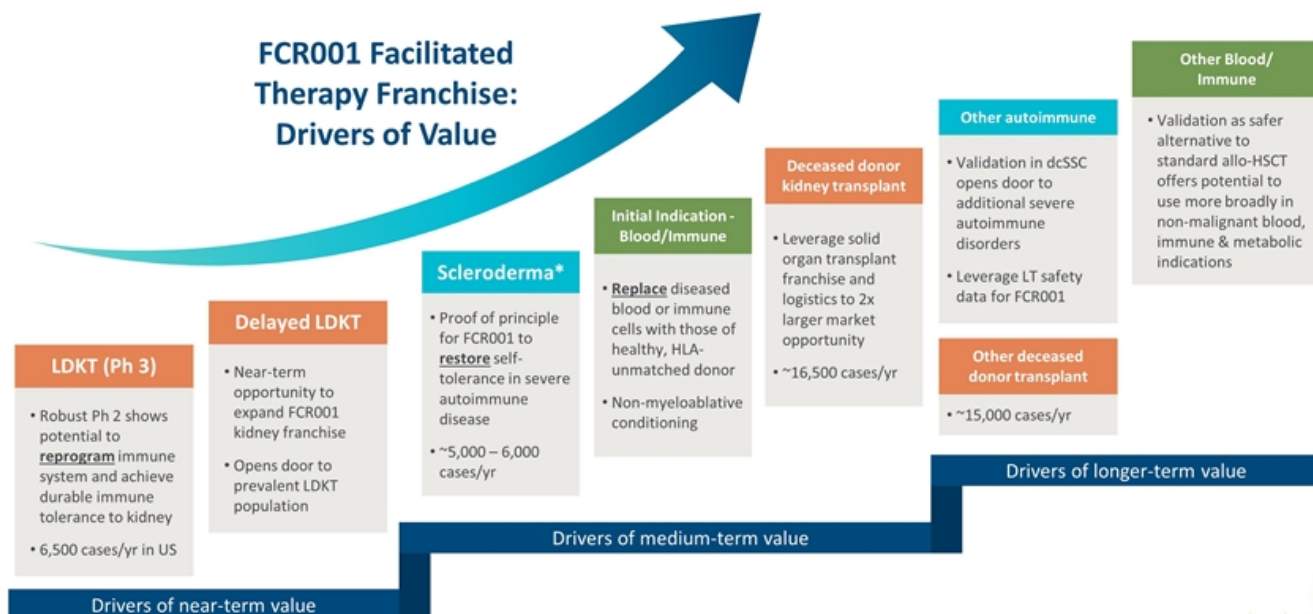 FCR001 Facilitated
Therapy Franchise:
Drivers of Value
LDKT (Ph 3)
• Robust Ph 2 shows
potential to
reprogram immune
system and achieve
durable immune
tolerance to kidney
• 6,500 cases/yr in US
Delayed LDKT
• Near-term
opportunity to
expand FCR001
kidney franchise
• Opens door to
prevalent LDKT
population
Scleroderma*
• Proof of principle
for FCR001 to
restore self-
tolerance in severe
autoimmune
disease
• ~5,000 – 6,000
cases/yr
Initial Indication -
Blood/Immune
• Replace diseased
blood or immune
cells with those of
healthy, HLA-
unmatched donor
• Non-myeloablative
conditioning
Deceased donor
kidney transplant
• Leverage solid
organ transplant
franchise and
logistics to 2x
larger market
opportunity
• ~16,500 cases/yr
Other autoimmune
• Validation in dcSSC
opens door to
additional severe
autoimmune
disorders
• Leverage LT safety
data for FCR001
Other deceased
donor transplant
• ~15,000 cases/yr
Other Blood/
Immune
• Validation as safer
alternative to
standard allo-HSCT
offers potential to
use more broadly in
non-malignant blood,
immune & metabolic
indications
Drivers of near-term value
Drivers of medium-term value
Drivers of longer-term value